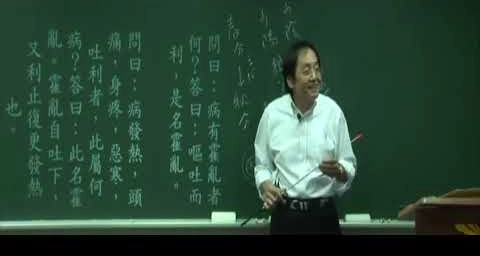 問曰:病有霍亂者
何?答曰:嘔吐而
利,是名霍亂。
問曰:病發熱,頭
痛,身疼,惡寒,
吐利者,此屬何
病?答曰:此名霍
亂。霍亂自吐下,
又利止復更發熱
也。